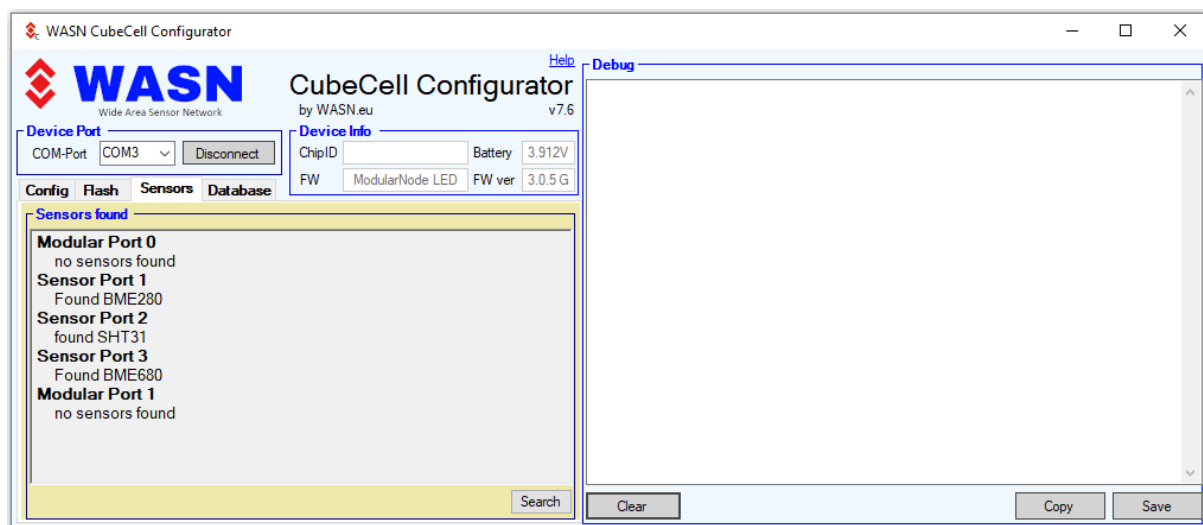 WASN CubeCell Configurator
WASN
Wide Area Sensor Network
Help
CubeCell Configurator
by WASN.eu v7.6
Device Port
COM-Port COM3 Disconnect
Device Info
ChipID Battery 3.912V
FW ModularNode LED FW ver 3.0.5 G
Config Flash Sensors Database
Sensors found
Modular Port 0
no sensors found
Sensor Port 1
Found BME280
Sensor Port 2
found SHT31
Sensor Port 3
Found BME680
Modular Port 1
no sensors found
Search
Debug
Clear Copy Save